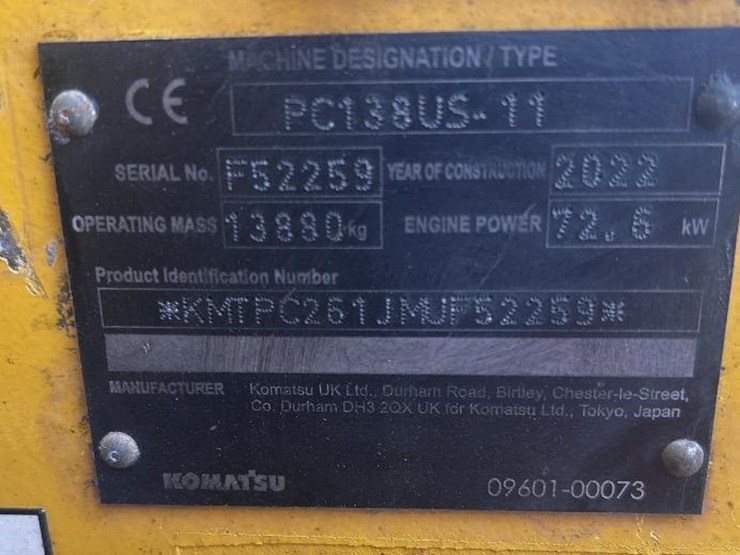 MACHINE DESIGNATION / TYPE
CE PC138US-11
SERIAL No. F52259 YEAR OF CONSTRUCTION 2022
OPERATING MASS 13880 kg ENGINE POWER 72.6 kW
Product Identification Number
*KMTPC261JMUF52259*
MANUFACTURER Komatsu UK Ltd., Durham Road, Birtley, Chester-le-Street,
Co. Durham DH3 2QX UK for Komatsu Ltd., Tokyo, Japan
KOMATSU 09601-00073